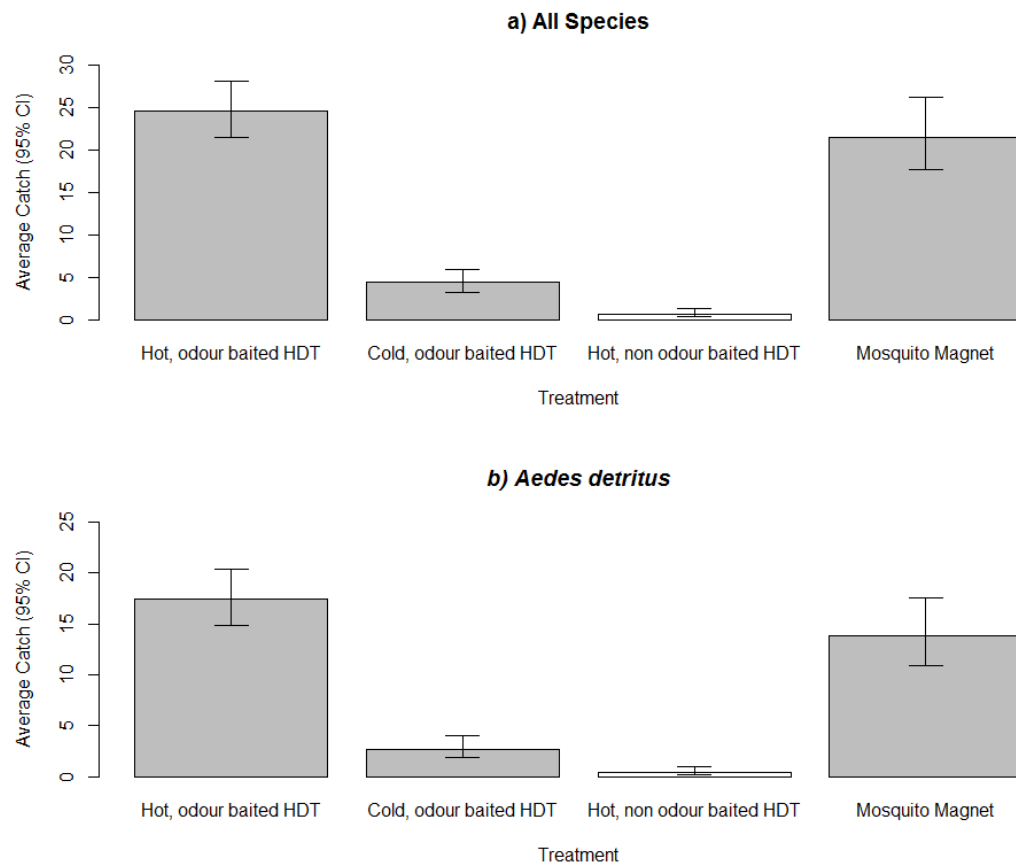 a) All Species
Average Catch (95% CI)
30
25
20
15
10
5
0
Hot, odour baited HDT
Cold, odour baited HDT
Hot, non odour baited HDT
Mosquito Magnet
Treatment
b) Aedes detritus
Average Catch (95% CI)
25
20
15
10
5
0
Hot, odour baited HDT
Cold, odour baited HDT
Hot, non odour baited HDT
Mosquito Magnet
Treatment